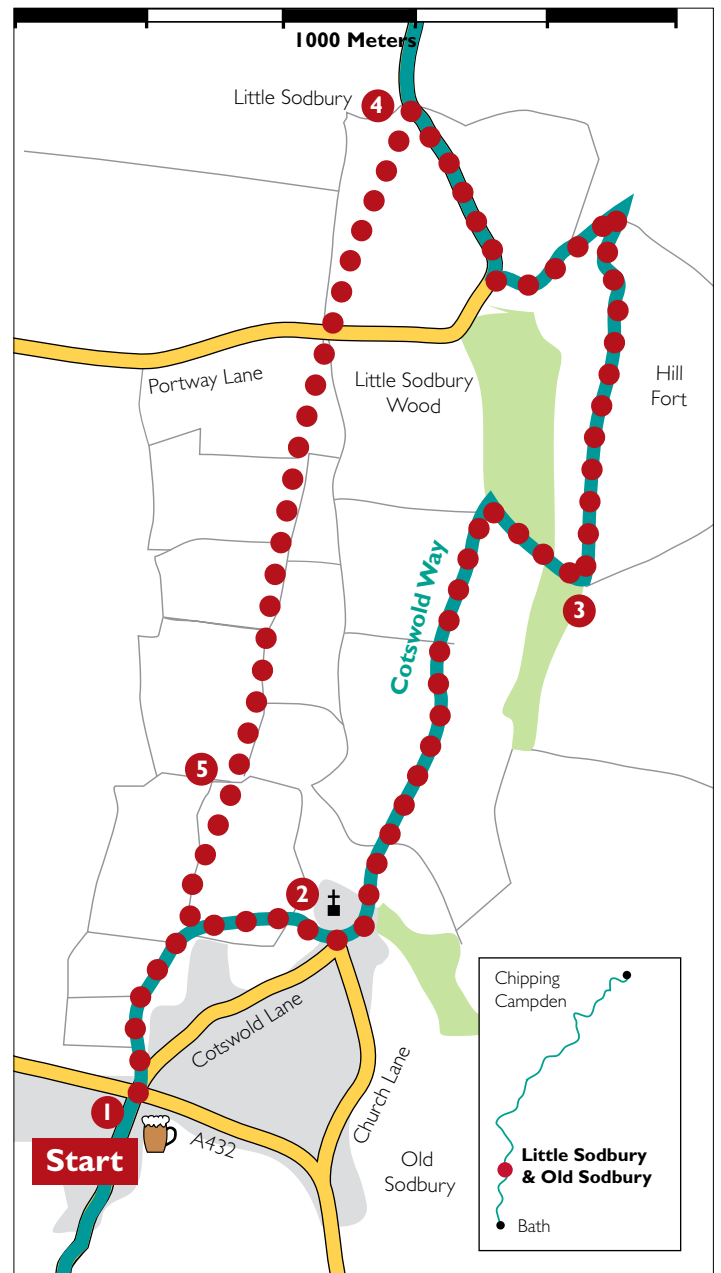 1000 Meters
Little Sodbury
4
Portway Lane
Little Sodbury
Wood
Hill
Fort
Cotswold Way
3
5
2
Cotswold Lane
Church Lane
1
Start
A432
Old
Sodbury
Chipping
Campden
Little Sodbury
& Old Sodbury
Bath